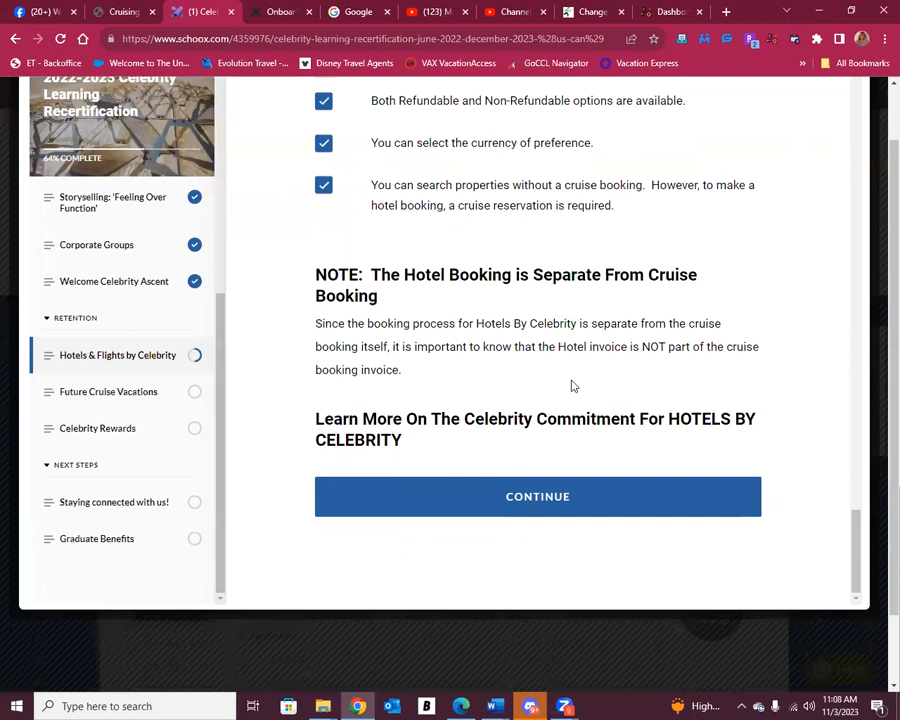 (20+) W
Cruising
(1) Cele
Onboar
Google
(123) M
Channel
Change
Dashbo
https://www.schoox.com/4359976/celebrity-learning-recertification-june-2022-december-2023-%28us-can%29
ET - Backoffice
Welcome to The Un...
Evolution Travel -...
Disney Travel Agents
VAX VacationAccess
GoCCL Navigator
Vacation Express
»
All Bookmarks
2022-2023 Celebrity
Learning
Recertification
64% COMPLETE
Storyselling: 'Feeling Over
Function'
Corporate Groups
Welcome Celebrity Ascent
RETENTION
Hotels & Flights by Celebrity
Future Cruise Vacations
Celebrity Rewards
NEXT STEPS
Staying connected with us!
Graduate Benefits
Both Refundable and Non-Refundable options are available.
You can select the currency of preference.
You can search properties without a cruise booking. However, to make a
hotel booking, a cruise reservation is required.
NOTE: The Hotel Booking is Separate From Cruise
Booking
Since the booking process for Hotels By Celebrity is separate from the cruise
booking itself, it is important to know that the Hotel invoice is NOT part of the cruise
booking invoice.
Learn More On The Celebrity Commitment For HOTELS BY
CELEBRITY
CONTINUE
Type here to search
High...
11:08 AM
11/3/2023